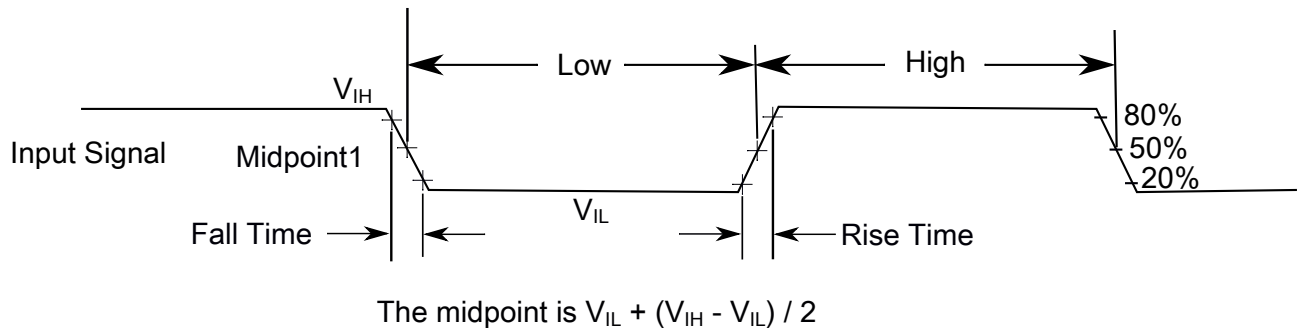 Low
High
V_IH
80%
Input Signal
Midpoint1
50%
20%
V_IL
Fall Time
Rise Time
The midpoint is V_IL + (V_IH - V_IL) / 2